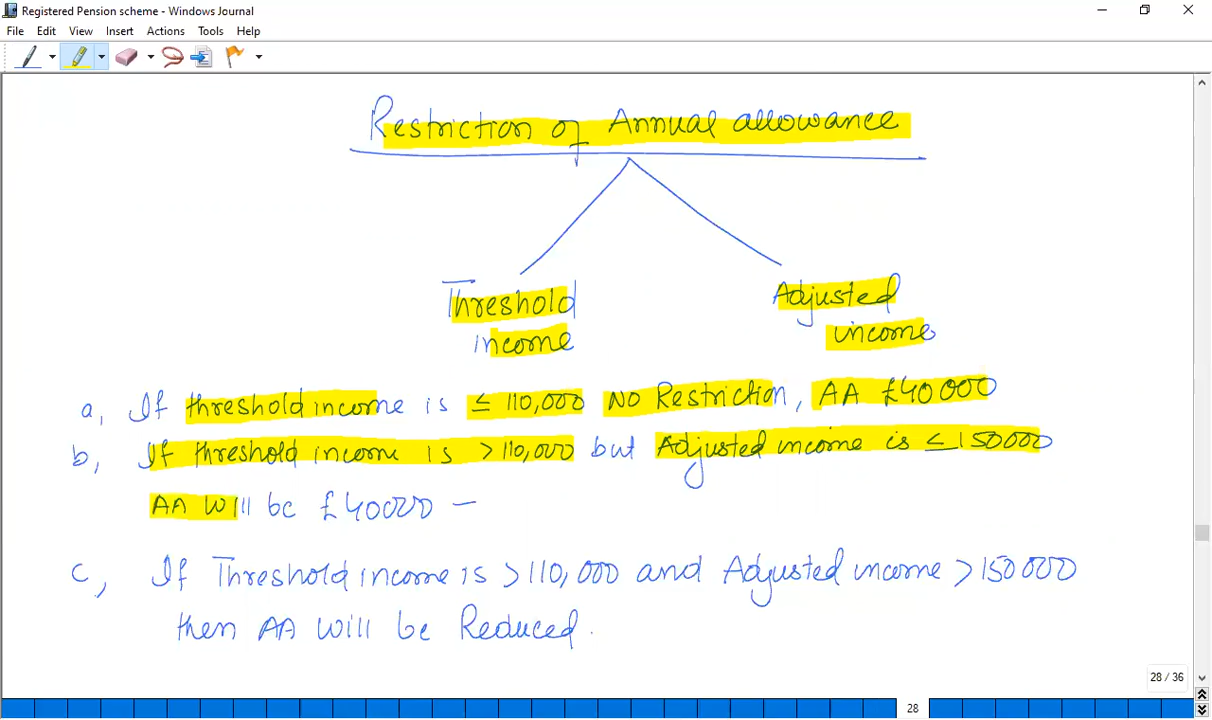 Registered Pension scheme - Windows Journal
File Edit View Insert Actions Tools Help
Restriction of Annual allowance
Threshold income
Adjusted income
a, If threshold income is ≤ 110,000 NO Restriction, AA £40000
b, If threshold income is >110,000 but Adjusted income is ≤150000
AA will be £40000 —
c, If Threshold income is >110,000 and Adjusted income >150000
then AA will be Reduced.
28 / 36
28